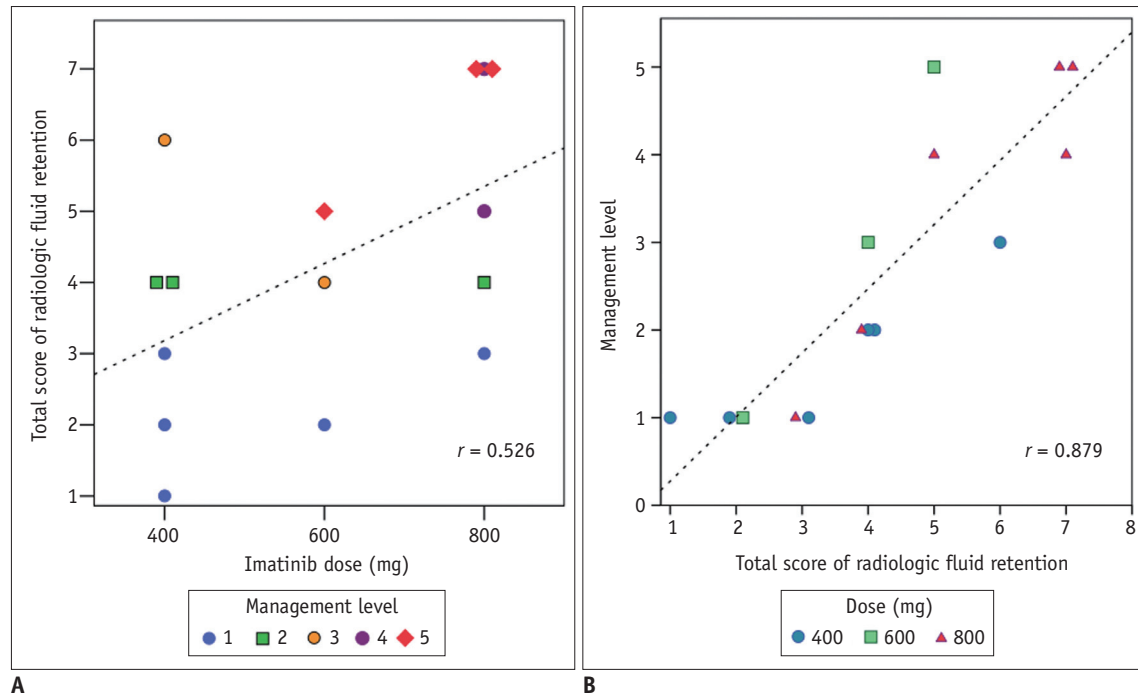 7
6
5
4
3
2
1
Total score of radiologic fluid retention
r = 0.526
400 600 800
Imatinib dose (mg)
Management level
1 2 3 4 5
A
5
4
3
2
1
0
Management level
r = 0.879
1 2 3 4 5 6 7 8
Total score of radiologic fluid retention
Dose (mg)
400 600 800
B